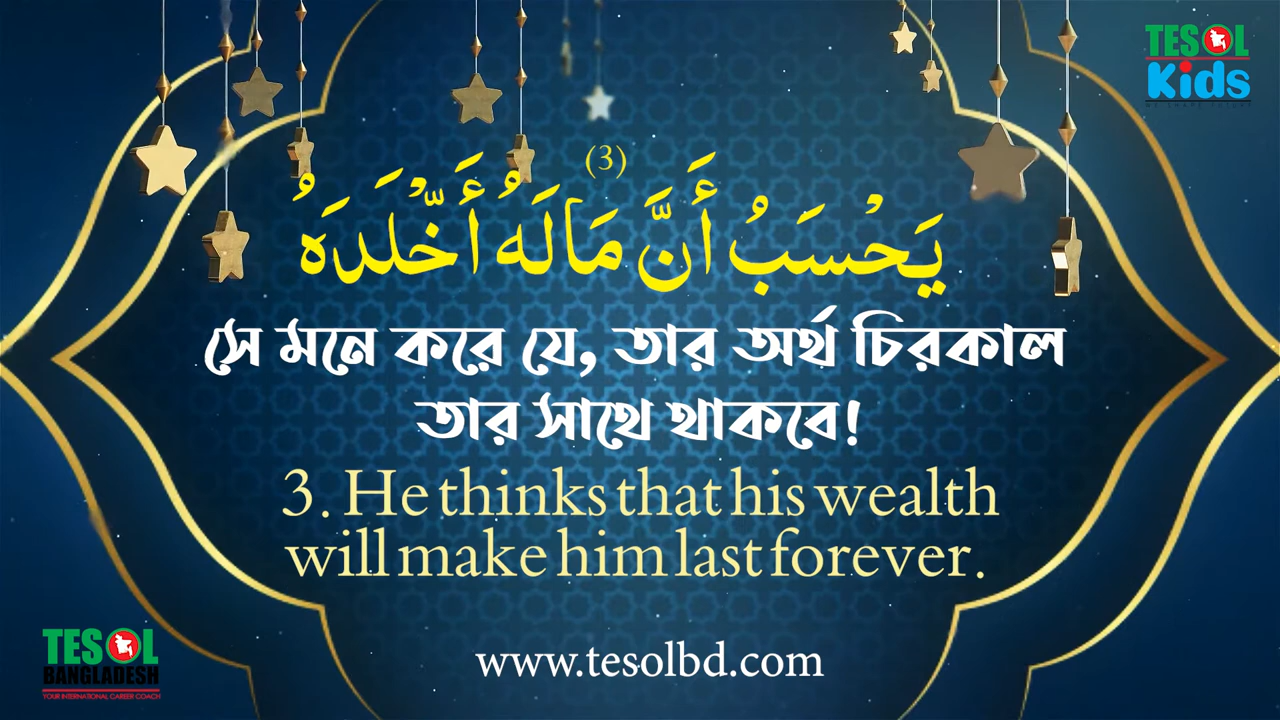 TESOL
Kids
(3)
يَحْسَبُ أَنَّ مَالَهُ أَخْلَدَهُ
সে মনে করে যে, তার অর্থ চিরকাল
তার সাথে থাকবে!
3. He thinks that his wealth
will make him last forever.
www.tesolbd.com
TESOL
BANGLADESH
YOUR INTERNATIONAL CAREER COACH